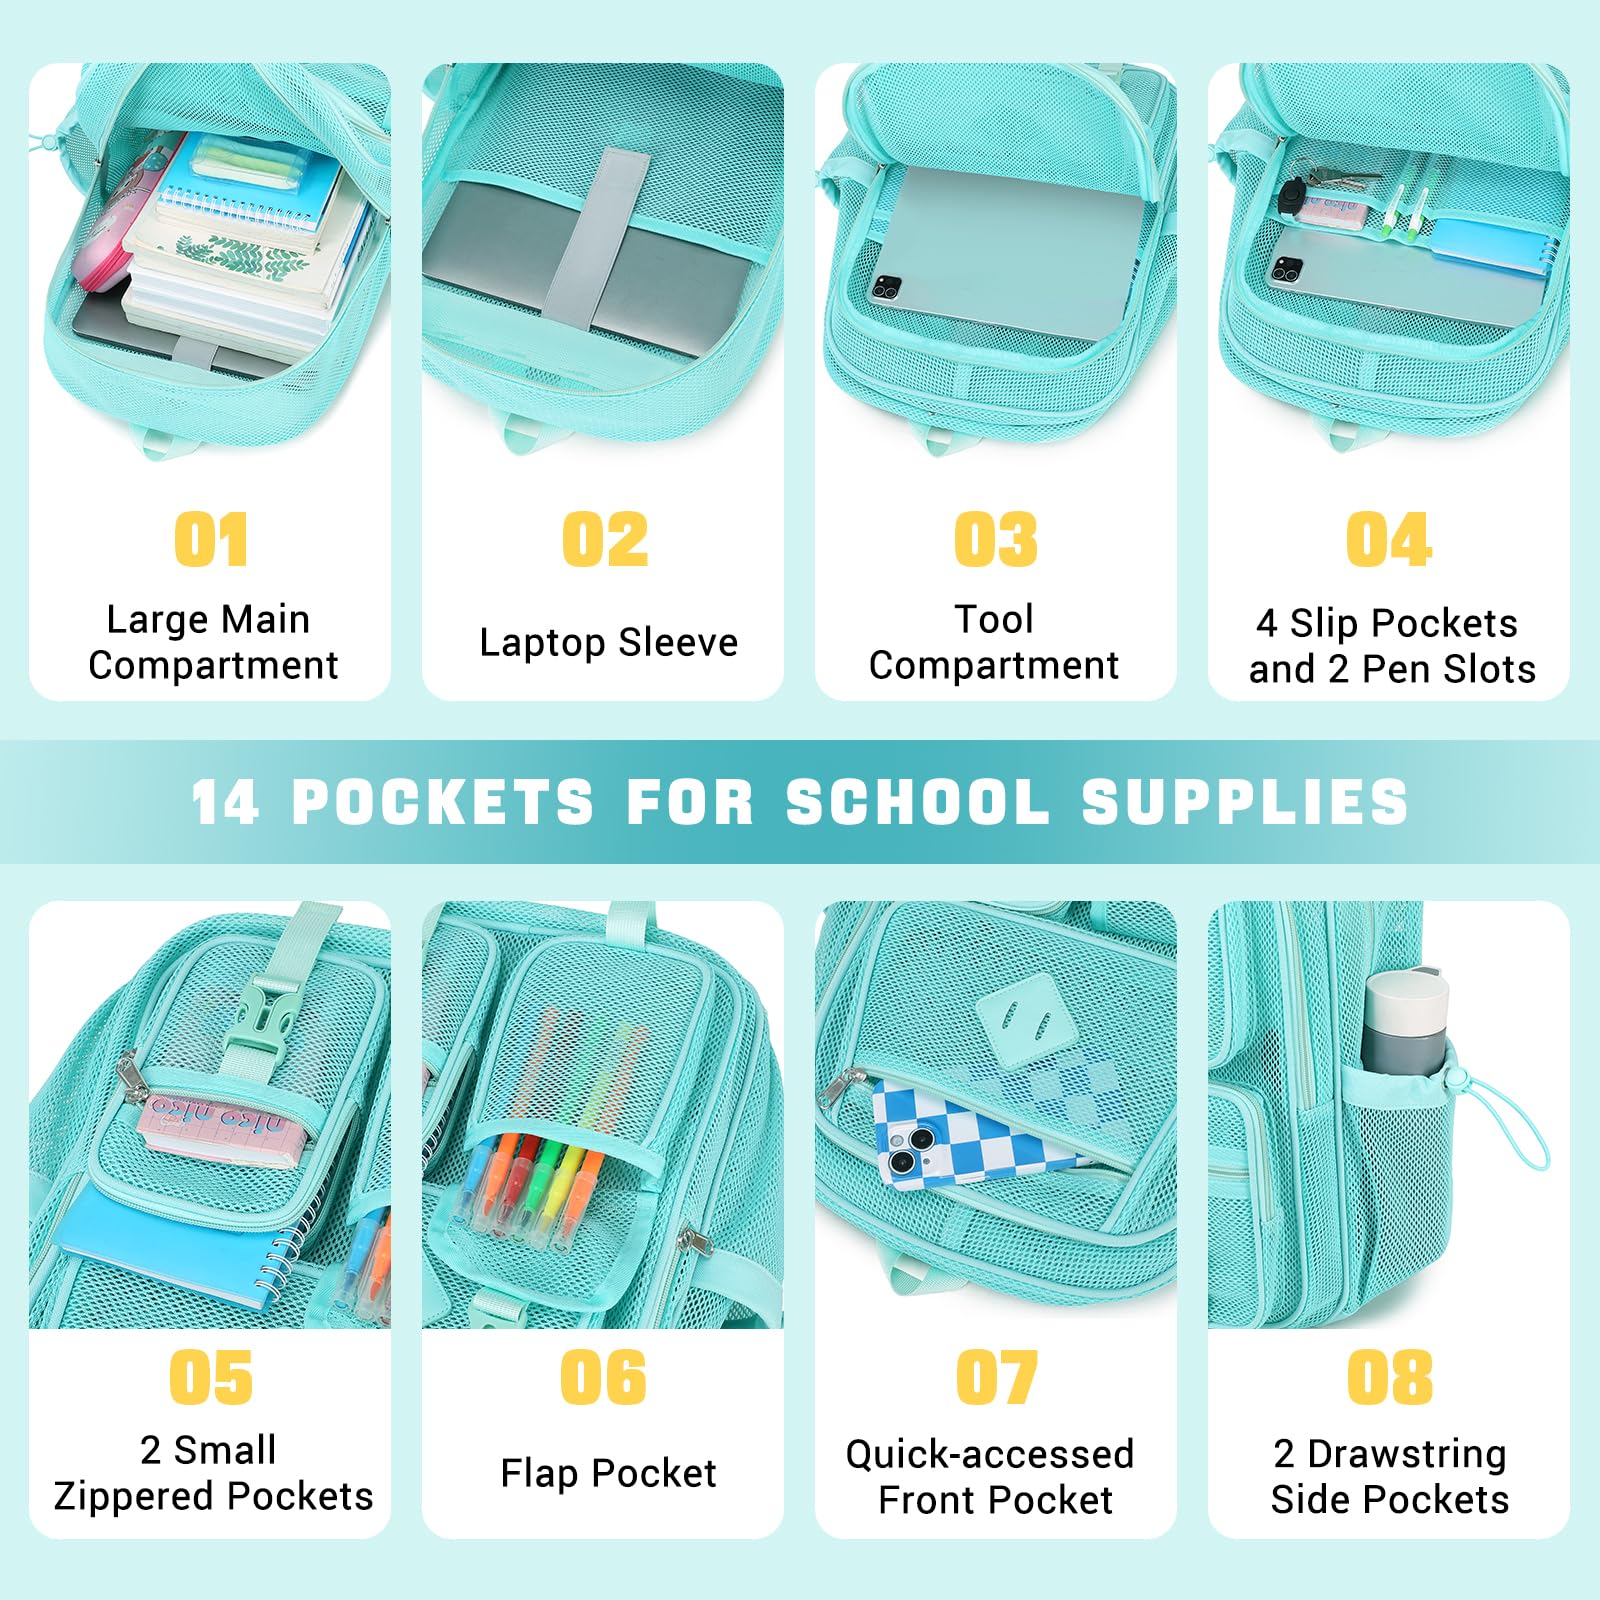 01
Large Main
Compartment
02
Laptop Sleeve
03
Tool
Compartment
04
4 Slip Pockets
and 2 Pen Slots
14 POCKETS FOR SCHOOL SUPPLIES
nico nico
05
2 Small
Zippered Pockets
06
Flap Pocket
07
Quick-accessed
Front Pocket
08
2 Drawstring
Side Pockets